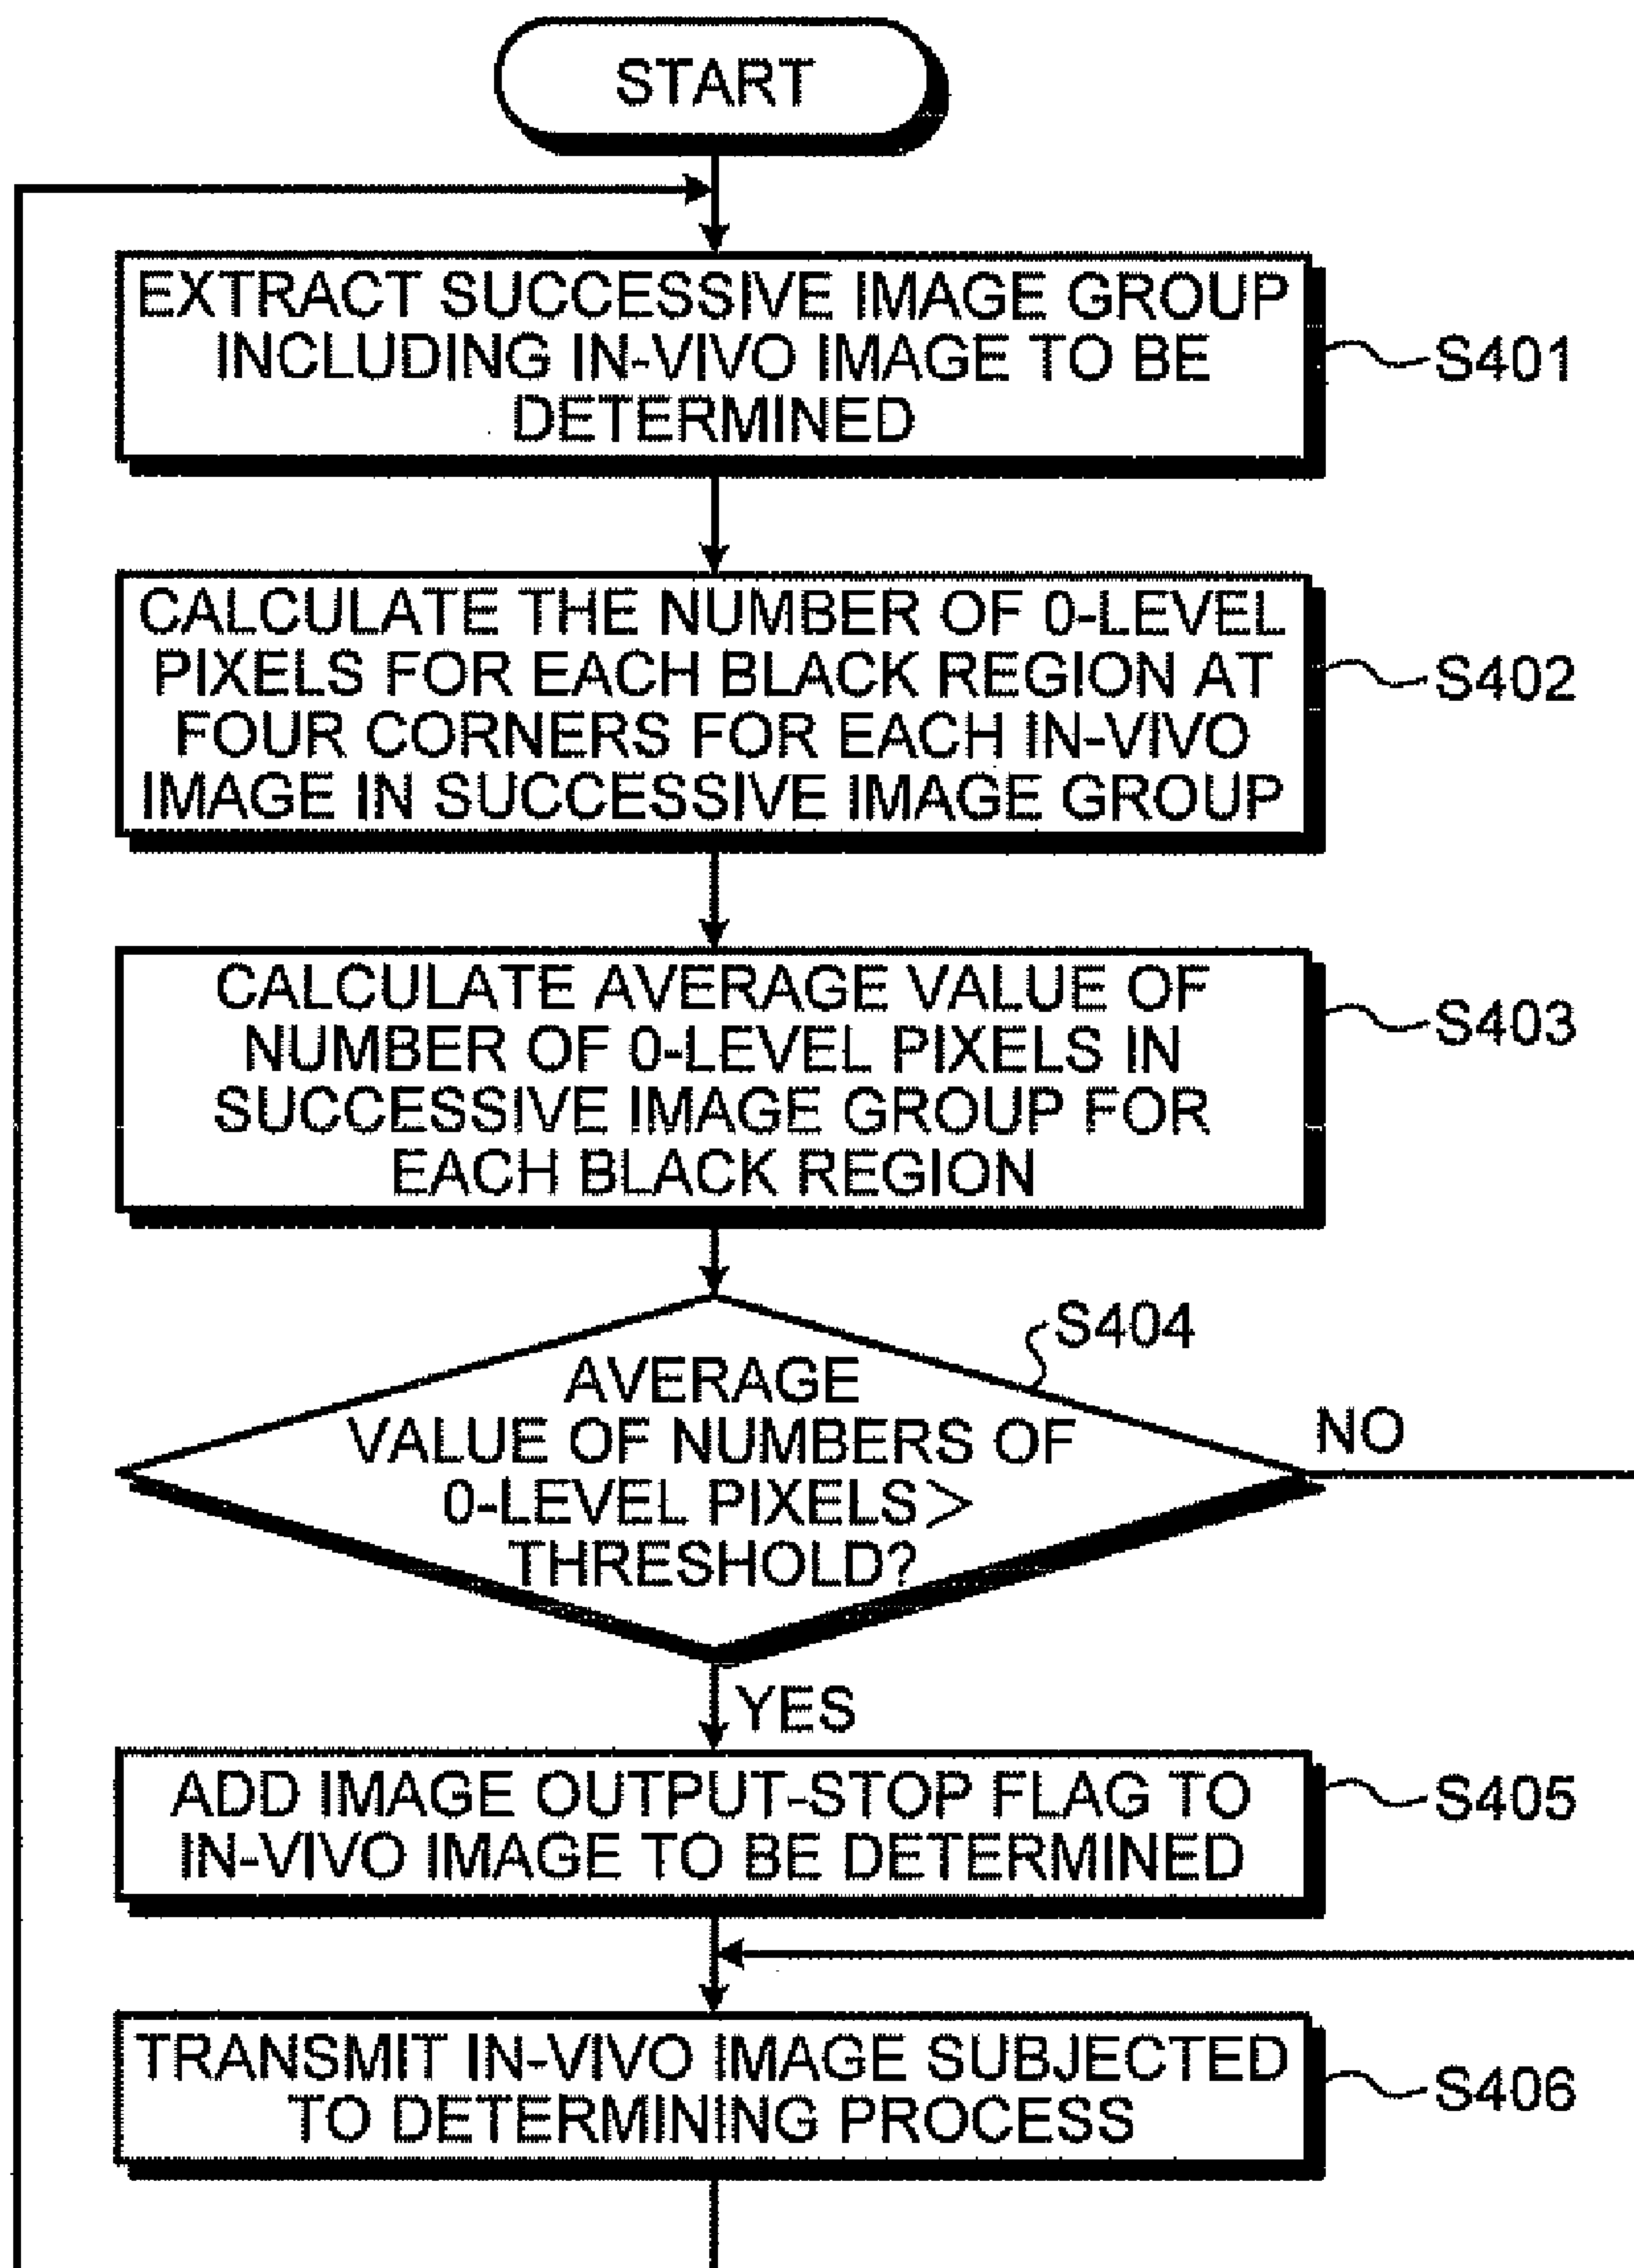 START
EXTRACT SUCCESSIVE IMAGE GROUP
INCLUDING IN-VIVO IMAGE TO BE
DETERMINED
S401
CALCULATE THE NUMBER OF 0-LEVEL
PIXELS FOR EACH BLACK REGION AT
FOUR CORNERS FOR EACH IN-VIVO
IMAGE IN SUCCESSIVE IMAGE GROUP
S402
CALCULATE AVERAGE VALUE OF
NUMBER OF 0-LEVEL PIXELS IN
SUCCESSIVE IMAGE GROUP FOR
EACH BLACK REGION
S403
S404
AVERAGE
VALUE OF NUMBERS OF
0-LEVEL PIXELS>
THRESHOLD?
NO
YES
ADD IMAGE OUTPUT-STOP FLAG TO
IN-VIVO IMAGE TO BE DETERMINED
S405
TRANSMIT IN-VIVO IMAGE SUBJECTED
TO DETERMINING PROCESS
S406